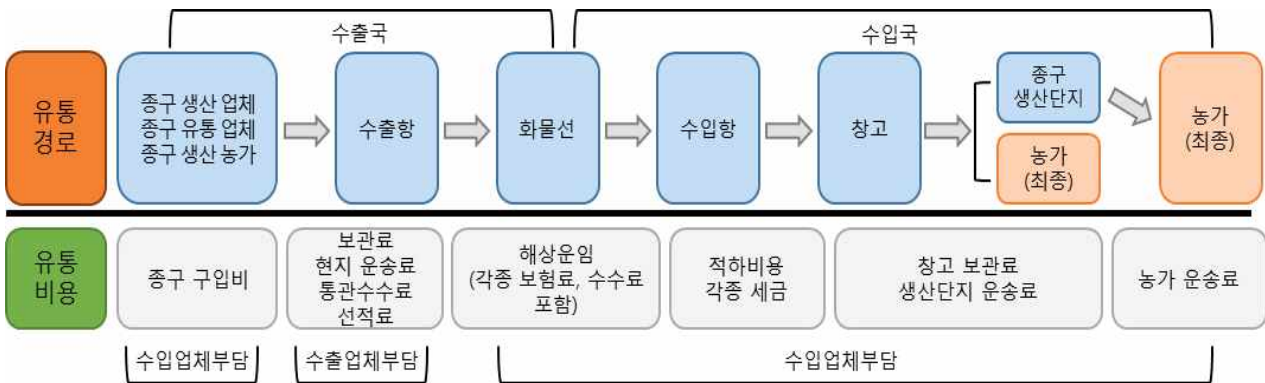 수출국
수입국
유통
경로
종구 생산 업체
종구 유통 업체
종구 생산 농가
수출항
화물선
수입항
창고
종구
생산단지
농가
(최종)
농가
(최종)
유통
비용
종구 구입비
보관료
현지 운송료
통관수수료
선적료
해상운임
(각종 보험료, 수수료
포함)
적하비용
각종 세금
창고 보관료
생산단지 운송료
농가 운송료
수입업체부담
수출업체부담
수입업체부담